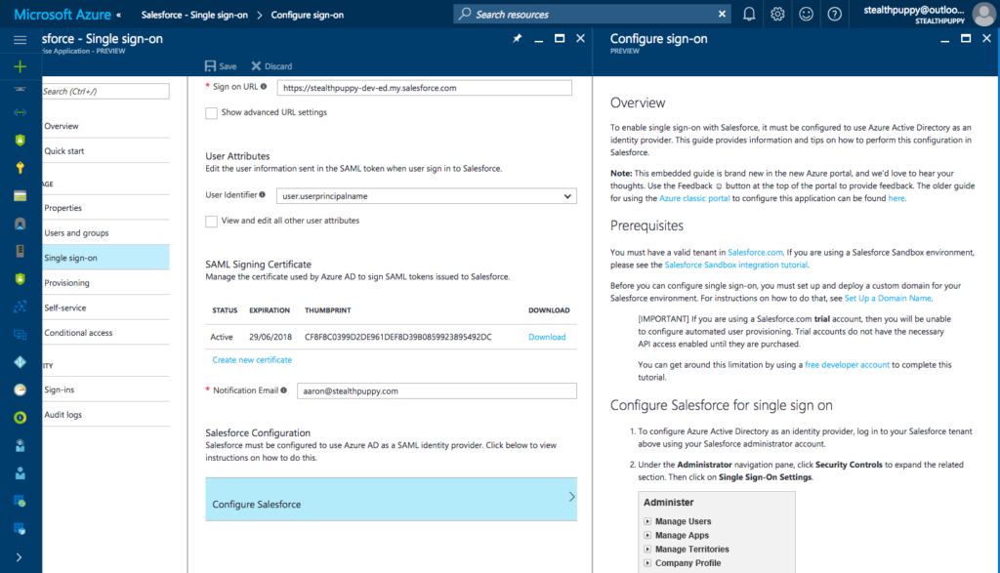 Microsoft Azure «
Salesforce - Single sign-on > Configure sign-on
Search resources
stealthpuppy@outloo...
STEALTHPUPPY
sforce - Single sign-on
ise Application - PREVIEW
Search (Ctrl+/)
Overview
Quick start
AGE
Properties
Users and groups
Single sign-on
Provisioning
Self-service
Conditional access
ITY
Sign-ins
Audit logs
Save Discard
* Sign on URL https://stealthpuppy-dev-ed.my.salesforce.com
Show advanced URL settings
User Attributes
Edit the user information sent in the SAML token when user sign in to Salesforce.
User Identifier user.userprincipalname
View and edit all other user attributes
SAML Signing Certificate
Manage the certificate used by Azure AD to sign SAML tokens issued to Salesforce.
STATUS EXPIRATION THUMBPRINT DOWNLOAD
Active 29/06/2018 CF8F8C0399D2DE961DEF8D39B0859923895492DC Download
Create new certificate
* Notification Email aaron@stealthpuppy.com
Salesforce Configuration
Salesforce must be configured to use Azure AD as a SAML identity provider. Click below to view
instructions on how to do this.
Configure Salesforce
Configure sign-on
PREVIEW
Overview
To enable single sign-on with Salesforce, it must be configured to use Azure Active Directory as an
identity provider. This guide provides information and tips on how to perform this configuration in
Salesforce.
Note: This embedded guide is brand new in the new Azure portal, and we'd love to hear your
thoughts. Use the Feedback ☺ button at the top of the portal to provide feedback. The older guide
for using the Azure classic portal to configure this application can be found here.
Prerequisites
You must have a valid tenant in Salesforce.com. If you are using a Salesforce Sandbox environment,
please see the Salesforce Sandbox integration tutorial.
Before you can configure single sign-on, you must set up and deploy a custom domain for your
Salesforce environment. For instructions on how to do that, see Set Up a Domain Name.
[IMPORTANT] If you are using a Salesforce.com trial account, then you will be unable
to configure automated user provisioning. Trial accounts do not have the necessary
API access enabled until they are purchased.
You can get around this limitation by using a free developer account to complete this
tutorial.
Configure Salesforce for single sign on
1. To configure Azure Active Directory as an identity provider, log in to your Salesforce tenant
above using your Salesforce administrator account.
2. Under the Administrator navigation pane, click Security Controls to expand the related
section. Then click on Single Sign-On Settings.
Administer
Manage Users
Manage Apps
Manage Territories
Company Profile